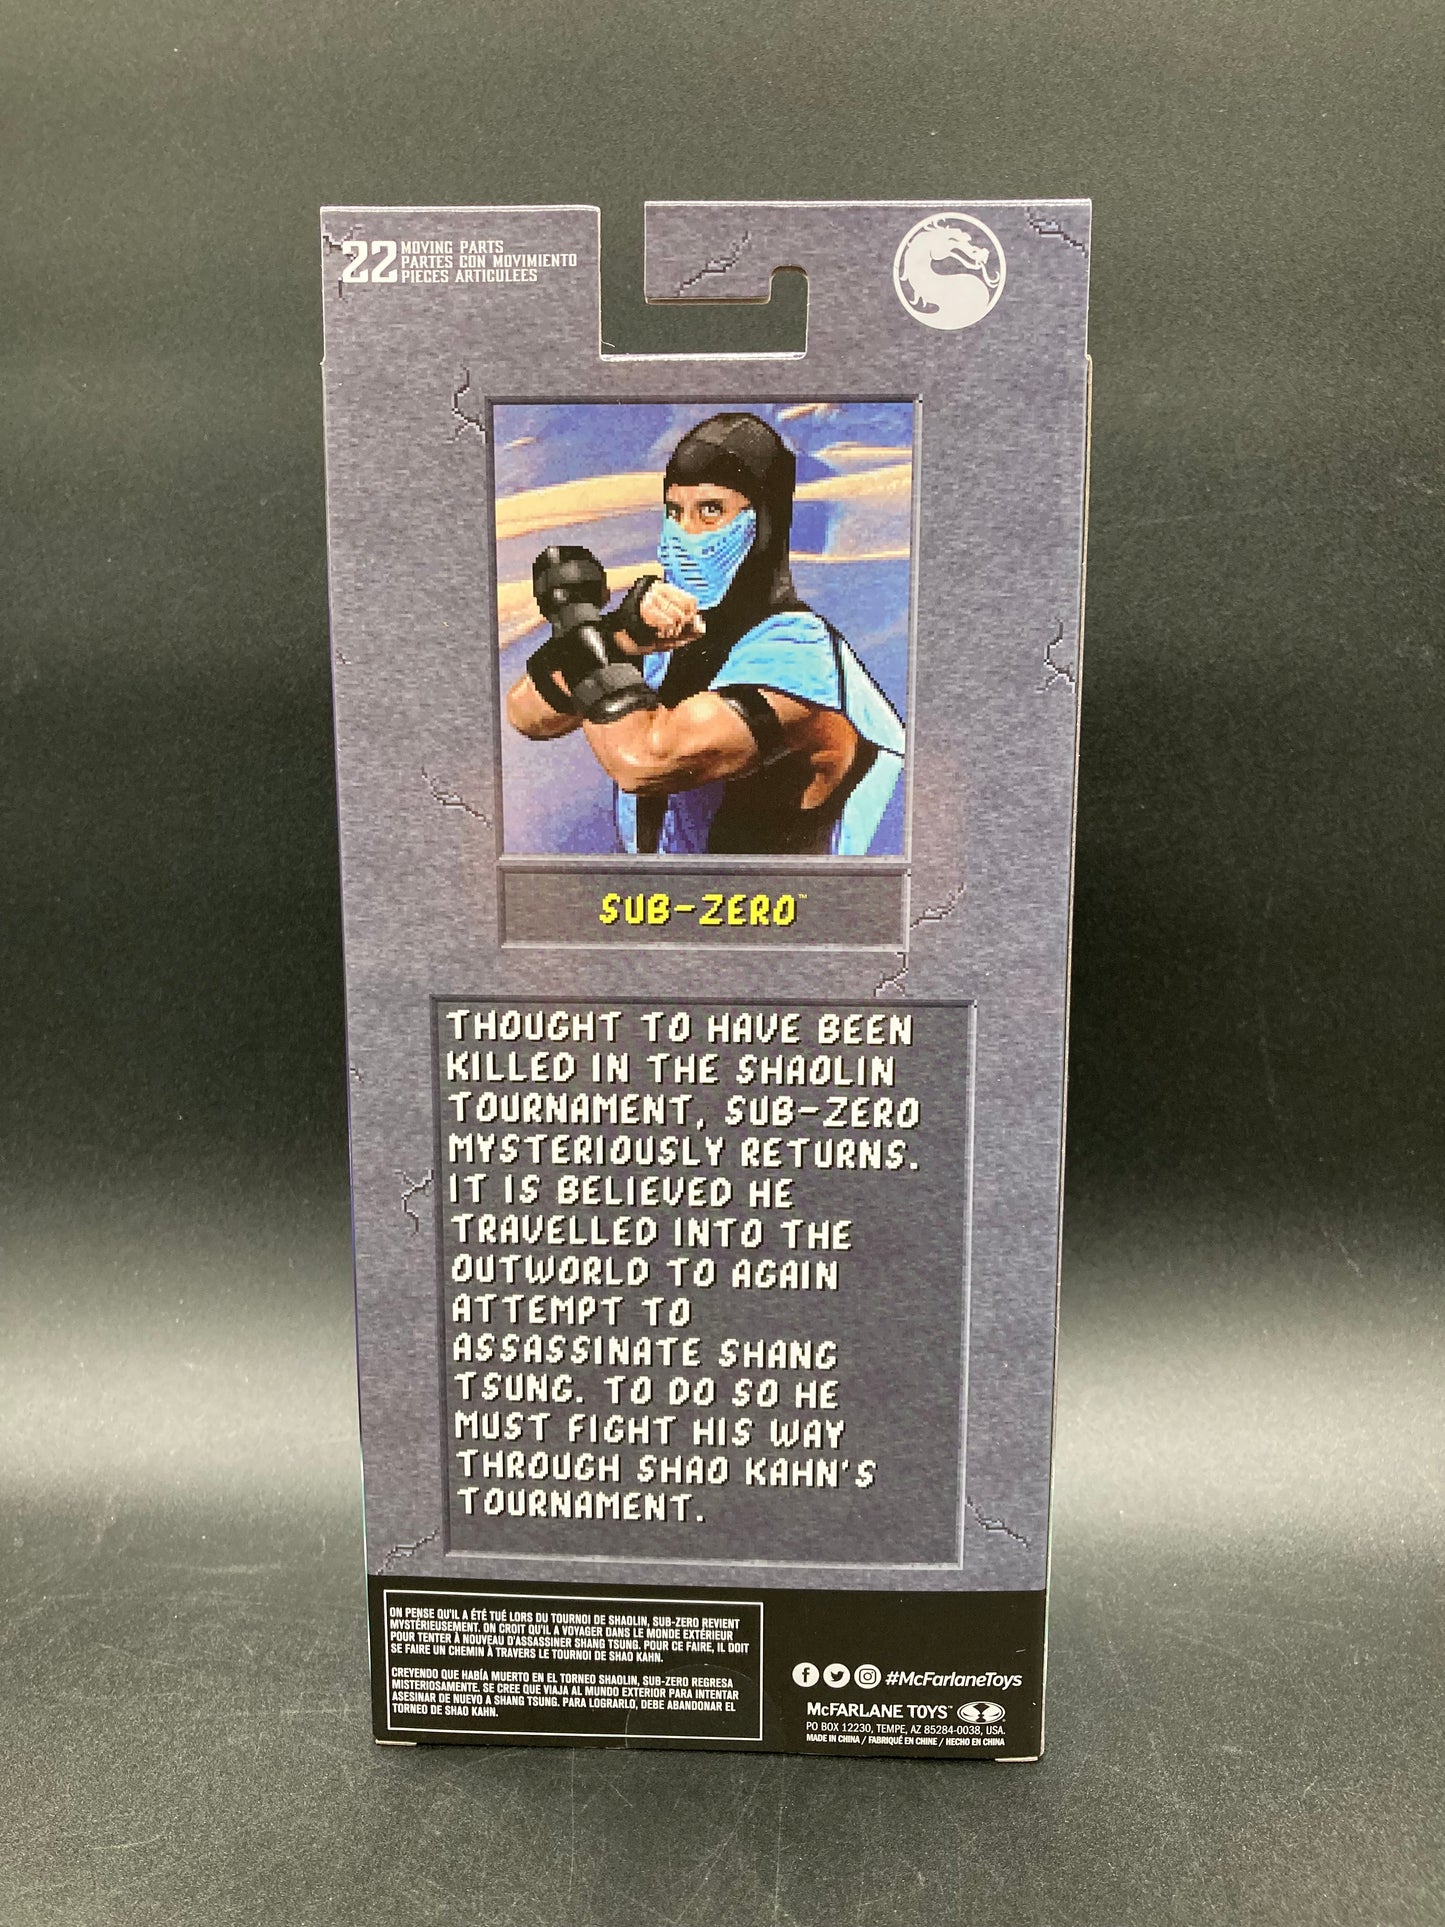 22 MOVING PARTS
PARTES CON MOVIMIENTO
PIECES ARTICULEES
SUB-ZERO™
THOUGHT TO HAVE BEEN
KILLED IN THE SHAOLIN
TOURNAMENT, SUB-ZERO
MYSTERIOUSLY RETURNS.
IT IS BELIEVED HE
TRAVELLED INTO THE
OUTWORLD TO AGAIN
ATTEMPT TO
ASSASSINATE SHANG
TSUNG. TO DO SO HE
MUST FIGHT HIS WAY
THROUGH SHAO KAHN'S
TOURNAMENT.
ON PENSE QU'IL A ÉTÉ TUÉ LORS DU TOURNOI DE SHAOLIN, SUB-ZERO REVIENT
MYSTÉRIEUSEMENT. ON CROIT QU'IL A VOYAGER DANS LE MONDE EXTÉRIEUR
POUR TENTER À NOUVEAU D'ASSASSINER SHANG TSUNG. POUR CE FAIRE, IL DOIT
SE FAIRE UN CHEMIN À TRAVERS LE TOURNOI DE SHAO KAHN.
CREYENDO QUE HABÍA MUERTO EN EL TORNEO SHAOLIN, SUB-ZERO REGRESA
MISTERIOSAMENTE. SE CREE QUE VIAJA AL MUNDO EXTERIOR PARA INTENTAR
ASESINAR DE NUEVO A SHANG TSUNG. PARA LOGRARLO, DEBE ABANDONAR EL
TORNEO DE SHAO KAHN.
#McFarlaneToys
McFARLANE TOYS™
PO BOX 12230, TEMPE, AZ 85284-0038, USA.
MADE IN CHINA / FABRIQUÉ EN CHINE / HECHO EN CHINA